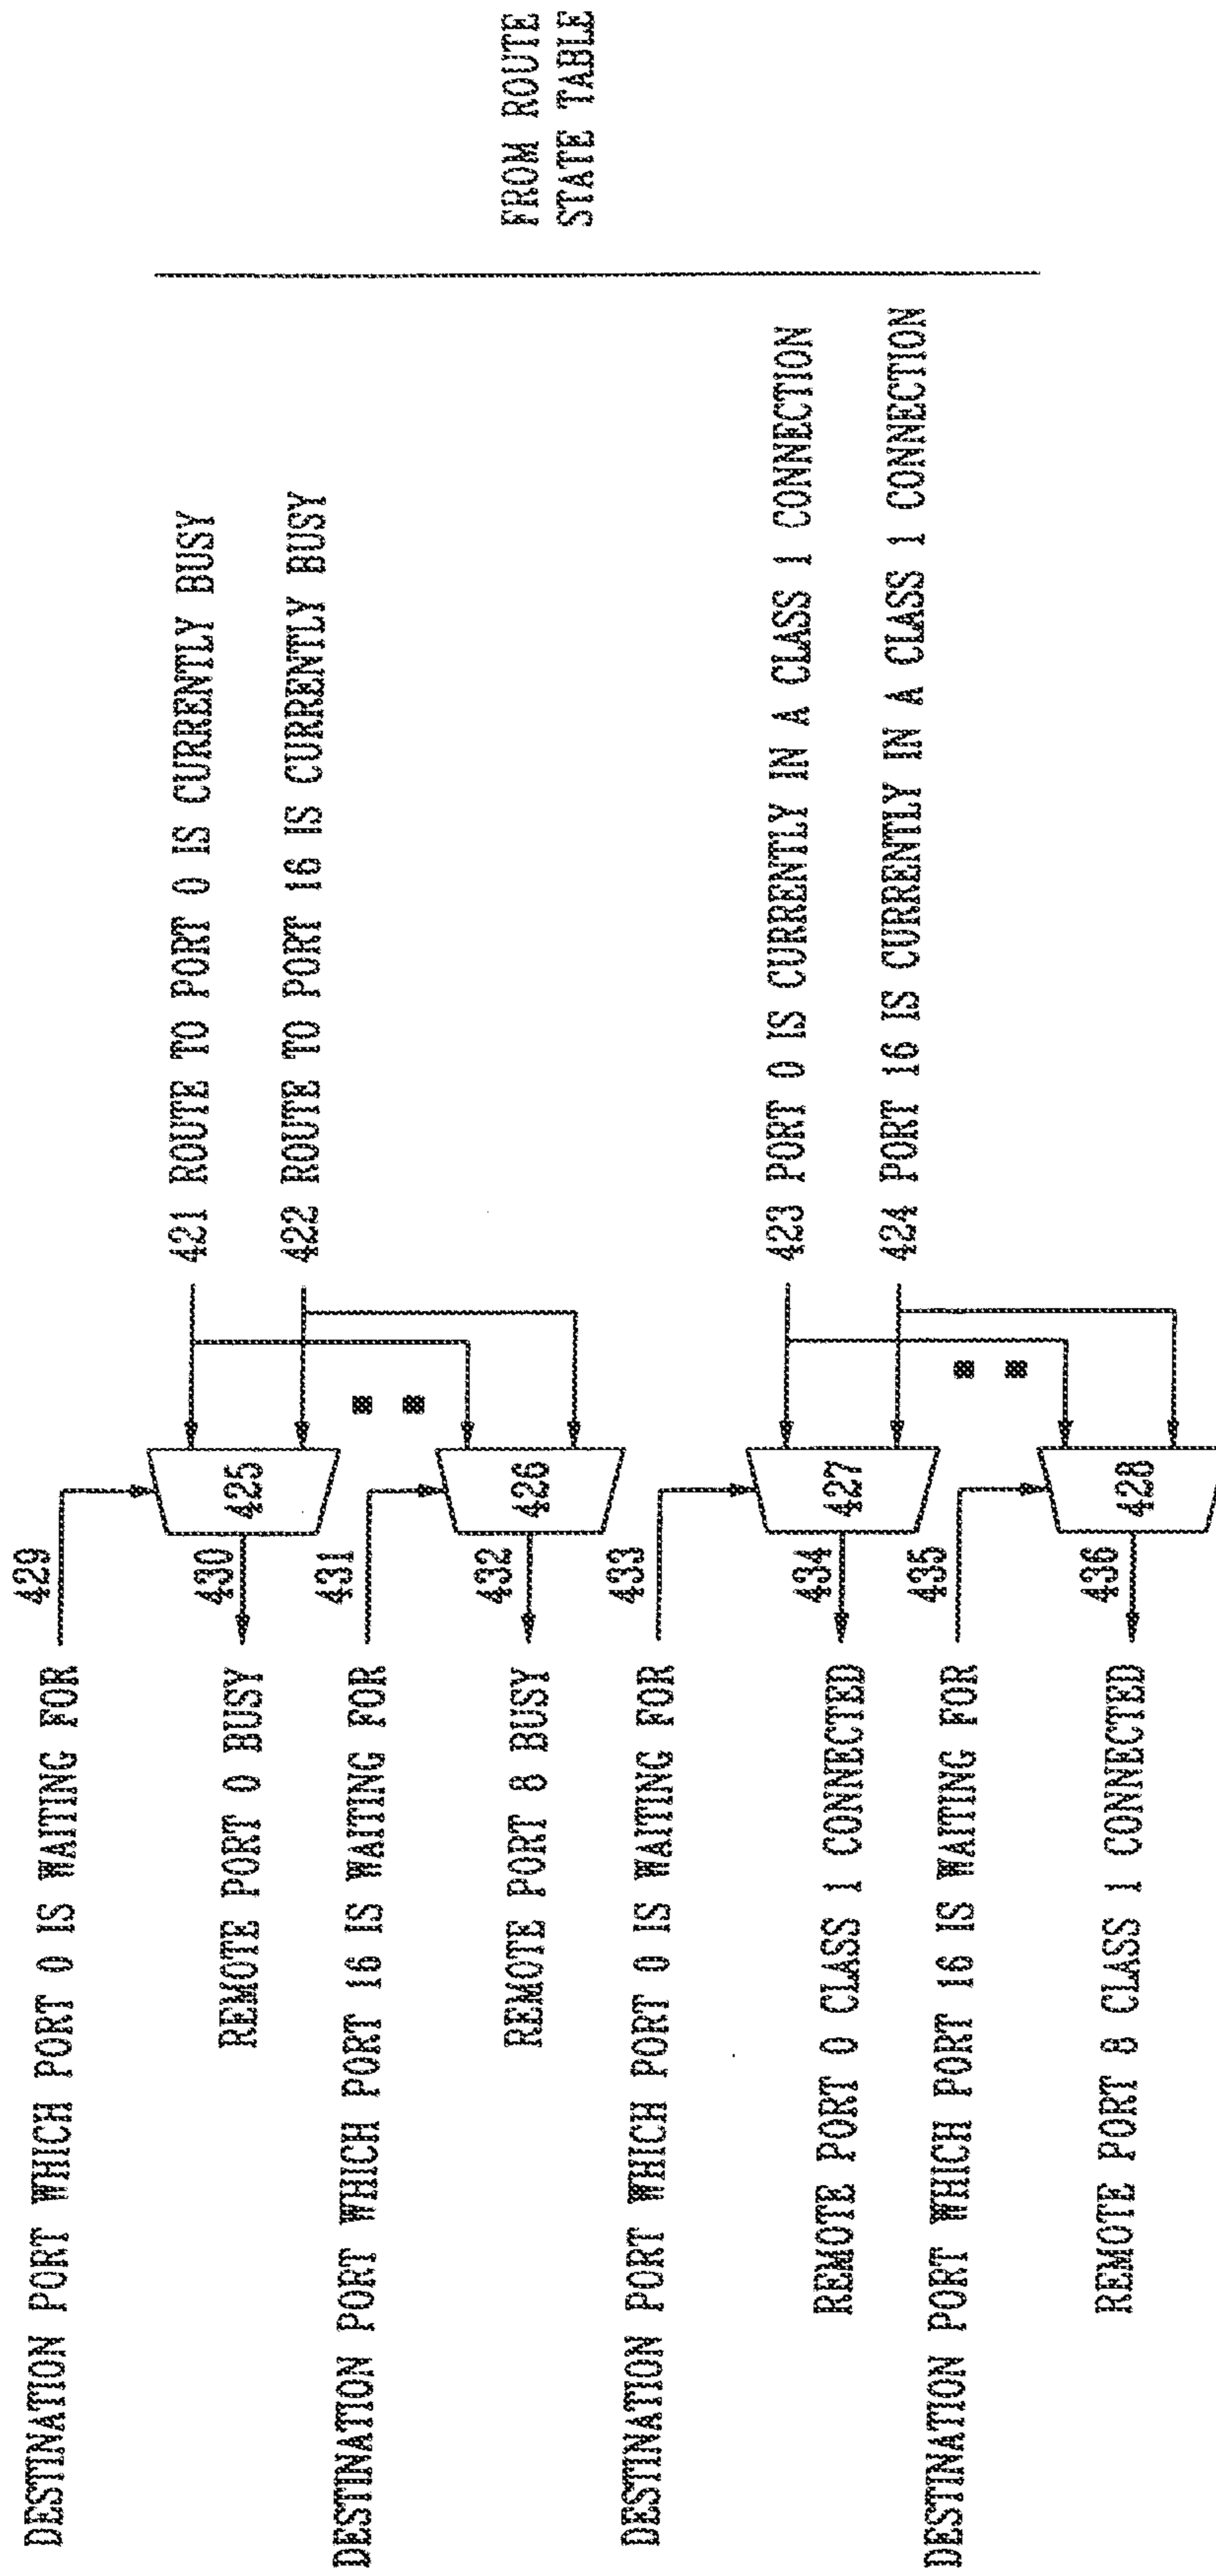 DESTINATION PORT WHICH PORT 0 IS WAITING FOR
429
425
421 ROUTE TO PORT 0 IS CURRENTLY BUSY
REMOTE PORT 0 BUSY
430
422 ROUTE TO PORT 16 IS CURRENTLY BUSY
DESTINATION PORT WHICH PORT 16 IS WAITING FOR
431
426
REMOTE PORT 8 BUSY
432
FROM ROUTE
STATE TABLE
DESTINATION PORT WHICH PORT 0 IS WAITING FOR
433
427
423 PORT 0 IS CURRENTLY IN A CLASS 1 CONNECTION
REMOTE PORT 0 CLASS 1 CONNECTED
434
424 PORT 16 IS CURRENTLY IN A CLASS 1 CONNECTION
DESTINATION PORT WHICH PORT 16 IS WAITING FOR
435
428
REMOTE PORT 8 CLASS 1 CONNECTED
436